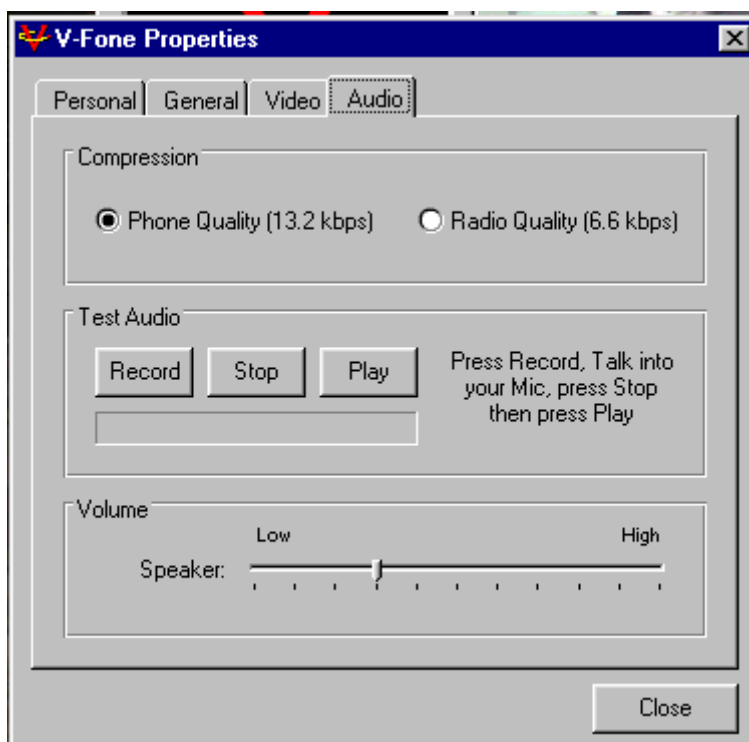 V-Fone Properties
Personal General Video Audio
Compression
Phone Quality (13.2 kbps) Radio Quality (6.6 kbps)
Test Audio
Record Stop Play
Press Record, Talk into
your Mic, press Stop
then press Play
Volume
Low High
Speaker:
Close